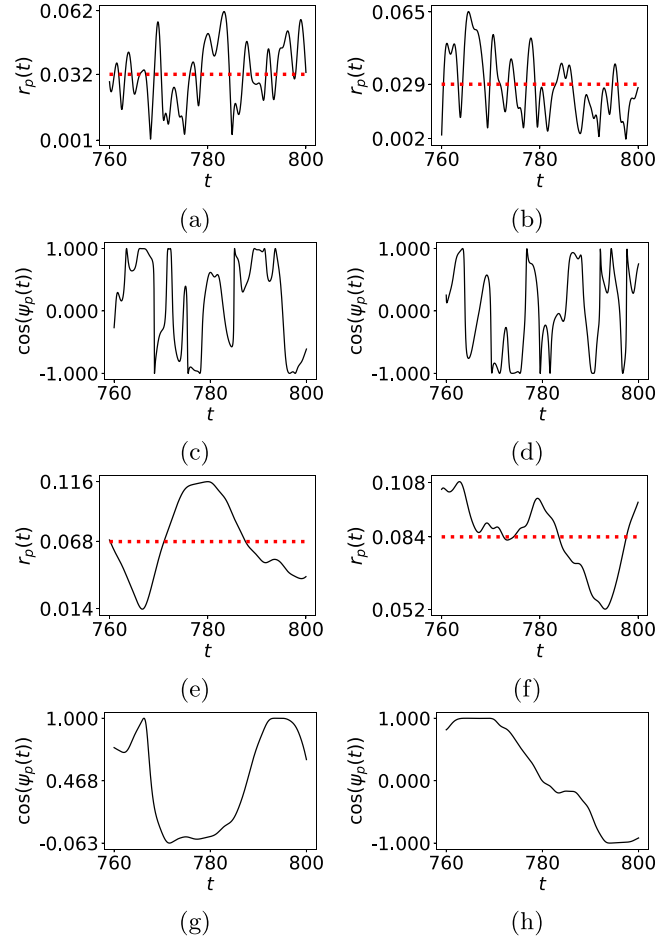 0.062
0.032
0.001
r_p(t)
760 780 800
t
(a)
0.065
0.029
0.002
r_p(t)
760 780 800
t
(b)
1.000
0.000
-1.000
cos(ψ_p(t))
760 780 800
t
(c)
1.000
0.000
-1.000
cos(ψ_p(t))
760 780 800
t
(d)
0.116
0.068
0.014
r_p(t)
760 780 800
t
(e)
0.108
0.084
0.052
r_p(t)
760 780 800
t
(f)
1.000
0.468
-0.063
cos(ψ_p(t))
760 780 800
t
(g)
1.000
0.000
-1.000
cos(ψ_p(t))
760 780 800
t
(h)